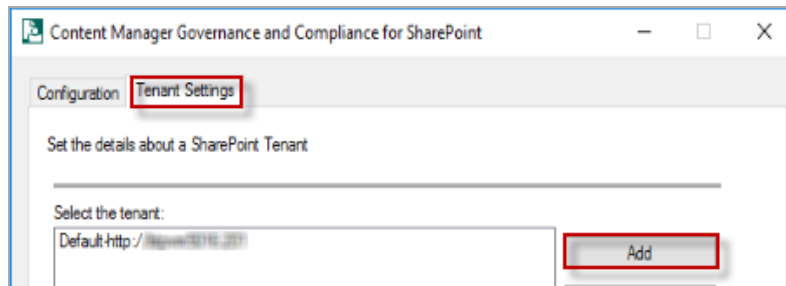 Content Manager Governance and Compliance for SharePoint
Configuration Tenant Settings
Set the details about a SharePoint Tenant
Select the tenant:
Default-http:/
Add